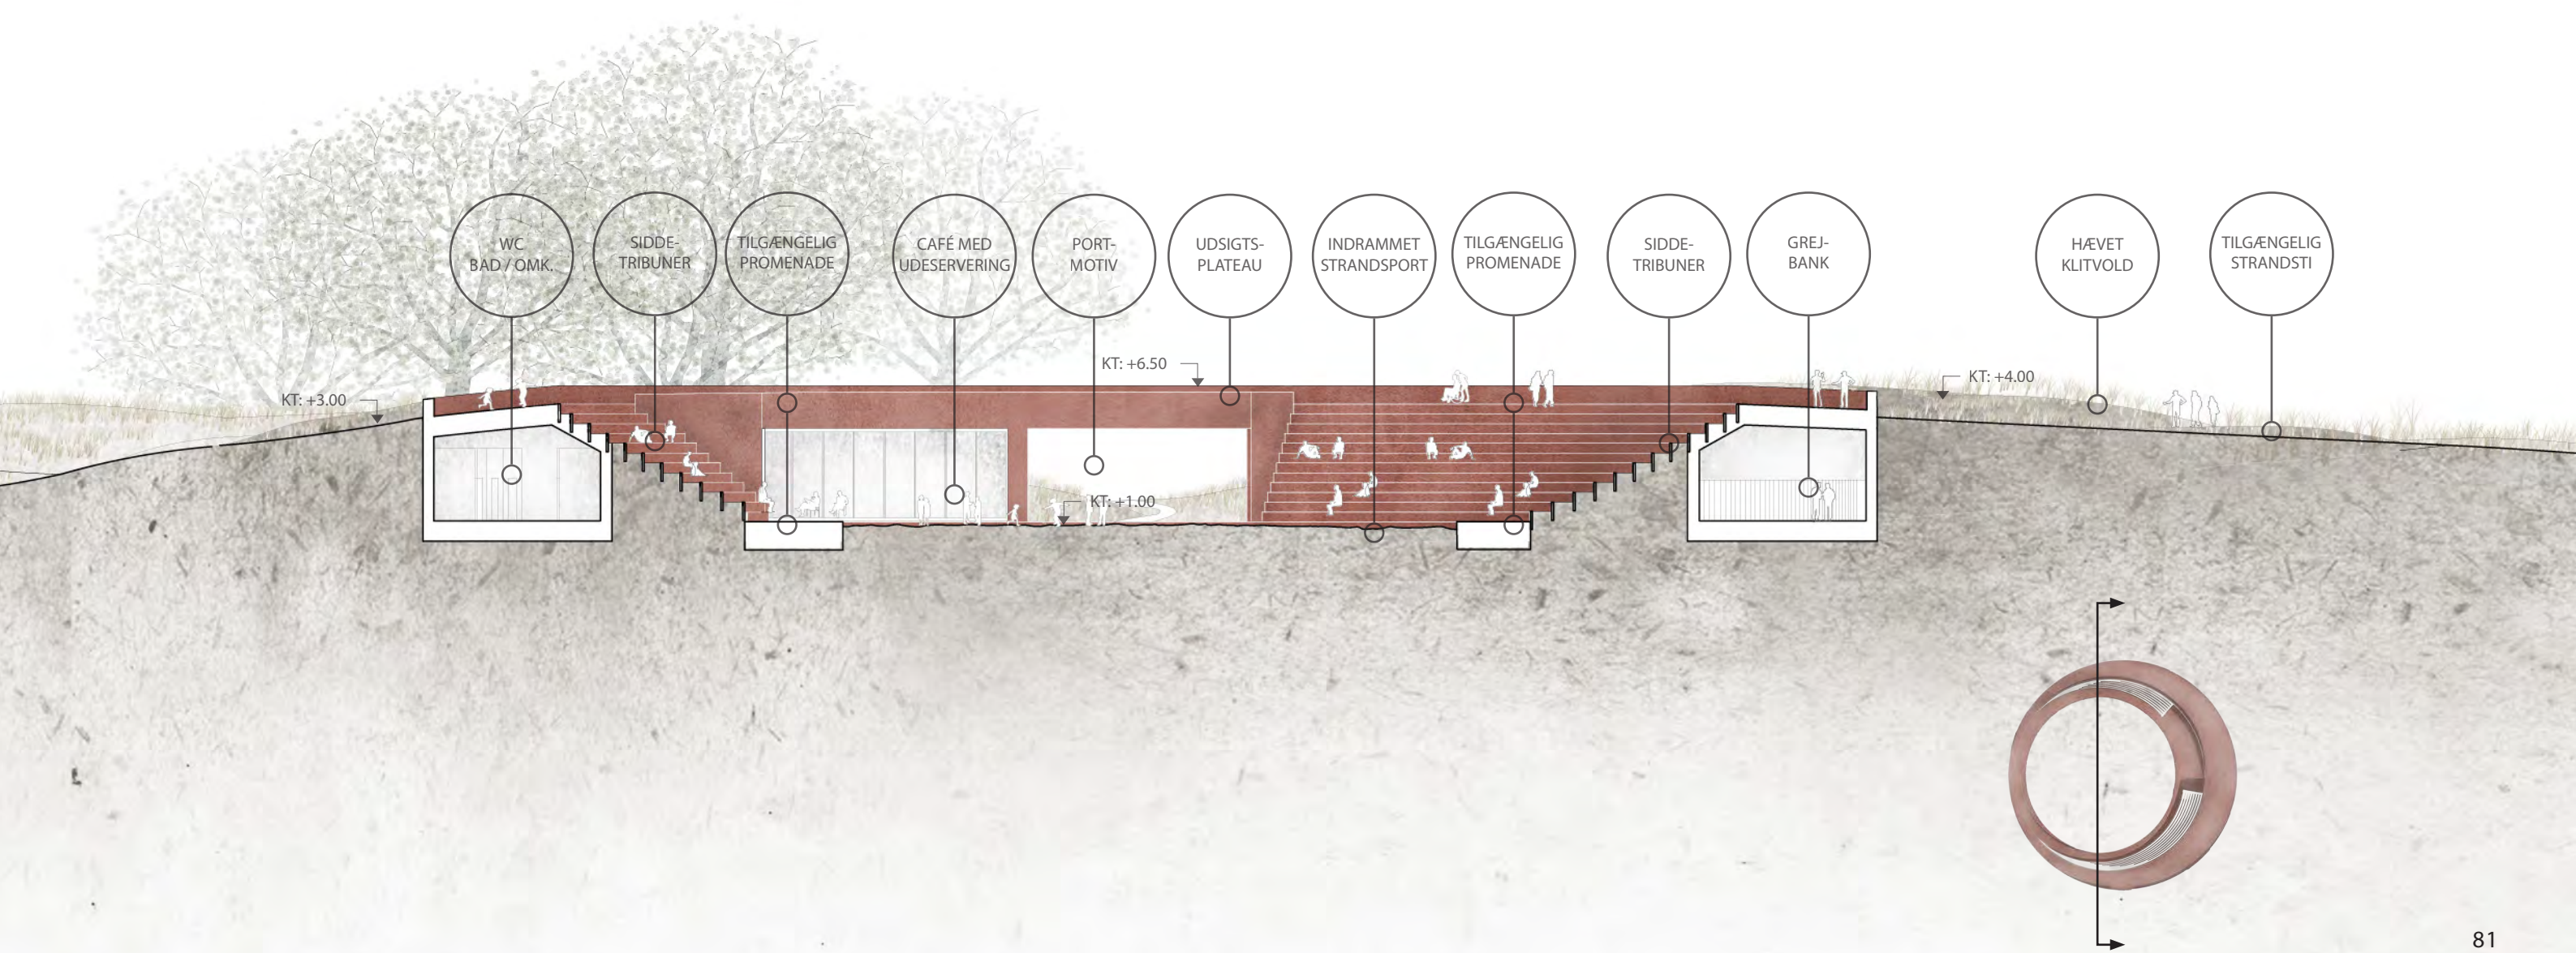 WC
BAD / OMK.
SIDDE-
TRIBUNER
TILGÆNGELIG
PROMENADE
CAFÉ MED
UDESERVERING
PORT-
MOTIV
UDSIGTS-
PLATEAU
INDRAMMET
STRANDSPORT
TILGÆNGELIG
PROMENADE
SIDDE-
TRIBUNER
GREJ-
BANK
HÆVET
KLITVOLD
TILGÆNGELIG
STRANDSTI
KT: +3.00
KT: +6.50
KT: +4.00
KT: +1.00
81